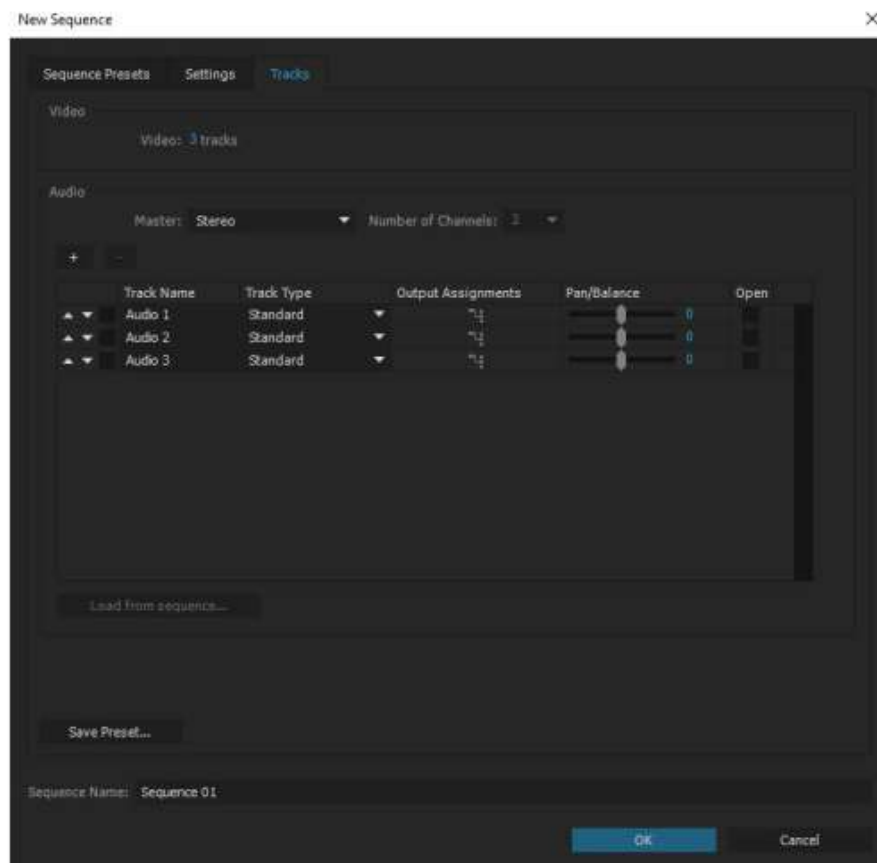 New Sequence
Sequence Presets Settings Tracks
Video
Video: 3 tracks
Audio
Master: Stereo Number of Channels: 2
+ -
Track Name Track Type Output Assignments Pan/Balance Open
Audio 1 Standard 0
Audio 2 Standard 0
Audio 3 Standard 0
Load from sequence...
Save Preset...
Sequence Name: Sequence 01
OK Cancel